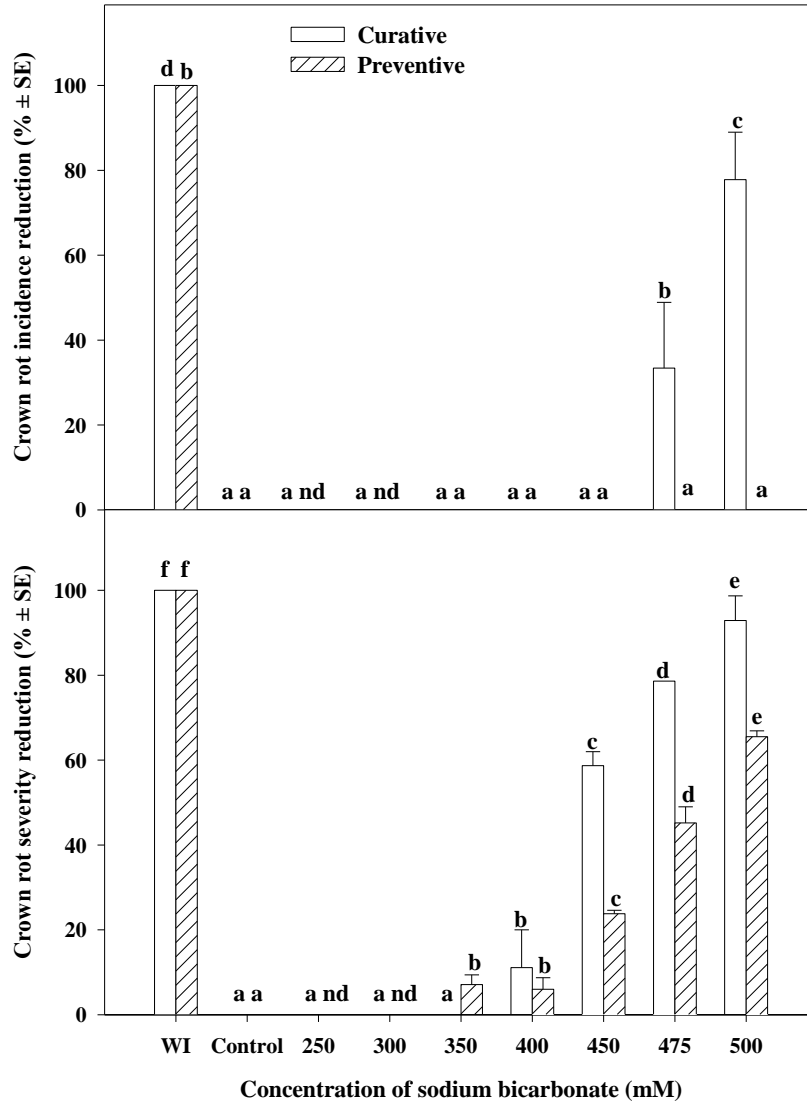 Curative
Preventive
Crown rot incidence reduction (% ± SE)
100
80
60
40
20
0
d b
a a
a nd
a nd
a a
a a
a a
b
a
c
a
Crown rot severity reduction (% ± SE)
100
80
60
40
20
0
f f
a a
a nd
a nd
a b
b b
c c
d d
e e
WI Control 250 300 350 400 450 475 500
Concentration of sodium bicarbonate (mM)